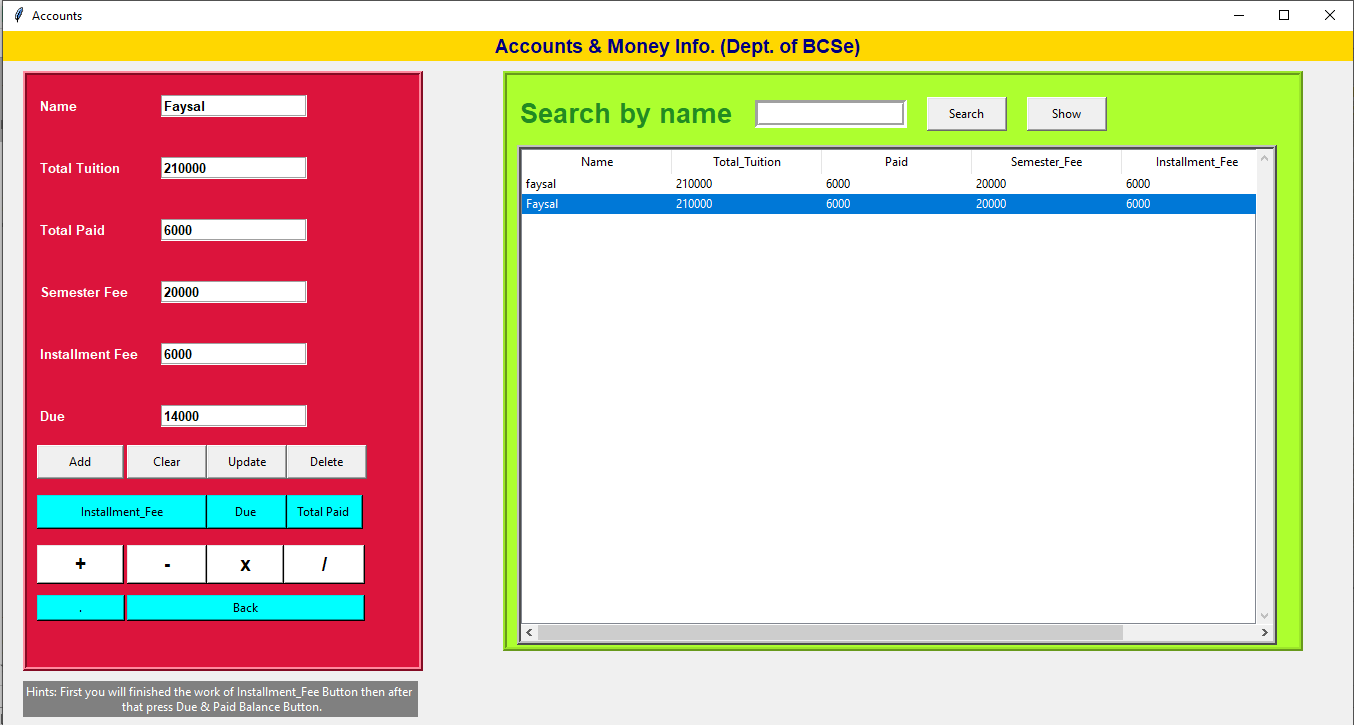 Accounts
Accounts & Money Info. (Dept. of BCSe)
Name Faysal
Total Tuition 210000
Total Paid 6000
Semester Fee 20000
Installment Fee 6000
Due 14000
Add Clear Update Delete
Installment_Fee Due Total Paid
+ - x /
. Back
Hints: First you will finished the work of Installment_Fee Button then after
that press Due & Paid Balance Button.
Search by name Search Show
Name Total_Tuition Paid Semester_Fee Installment_Fee
faysal 210000 6000 20000 6000
Faysal 210000 6000 20000 6000